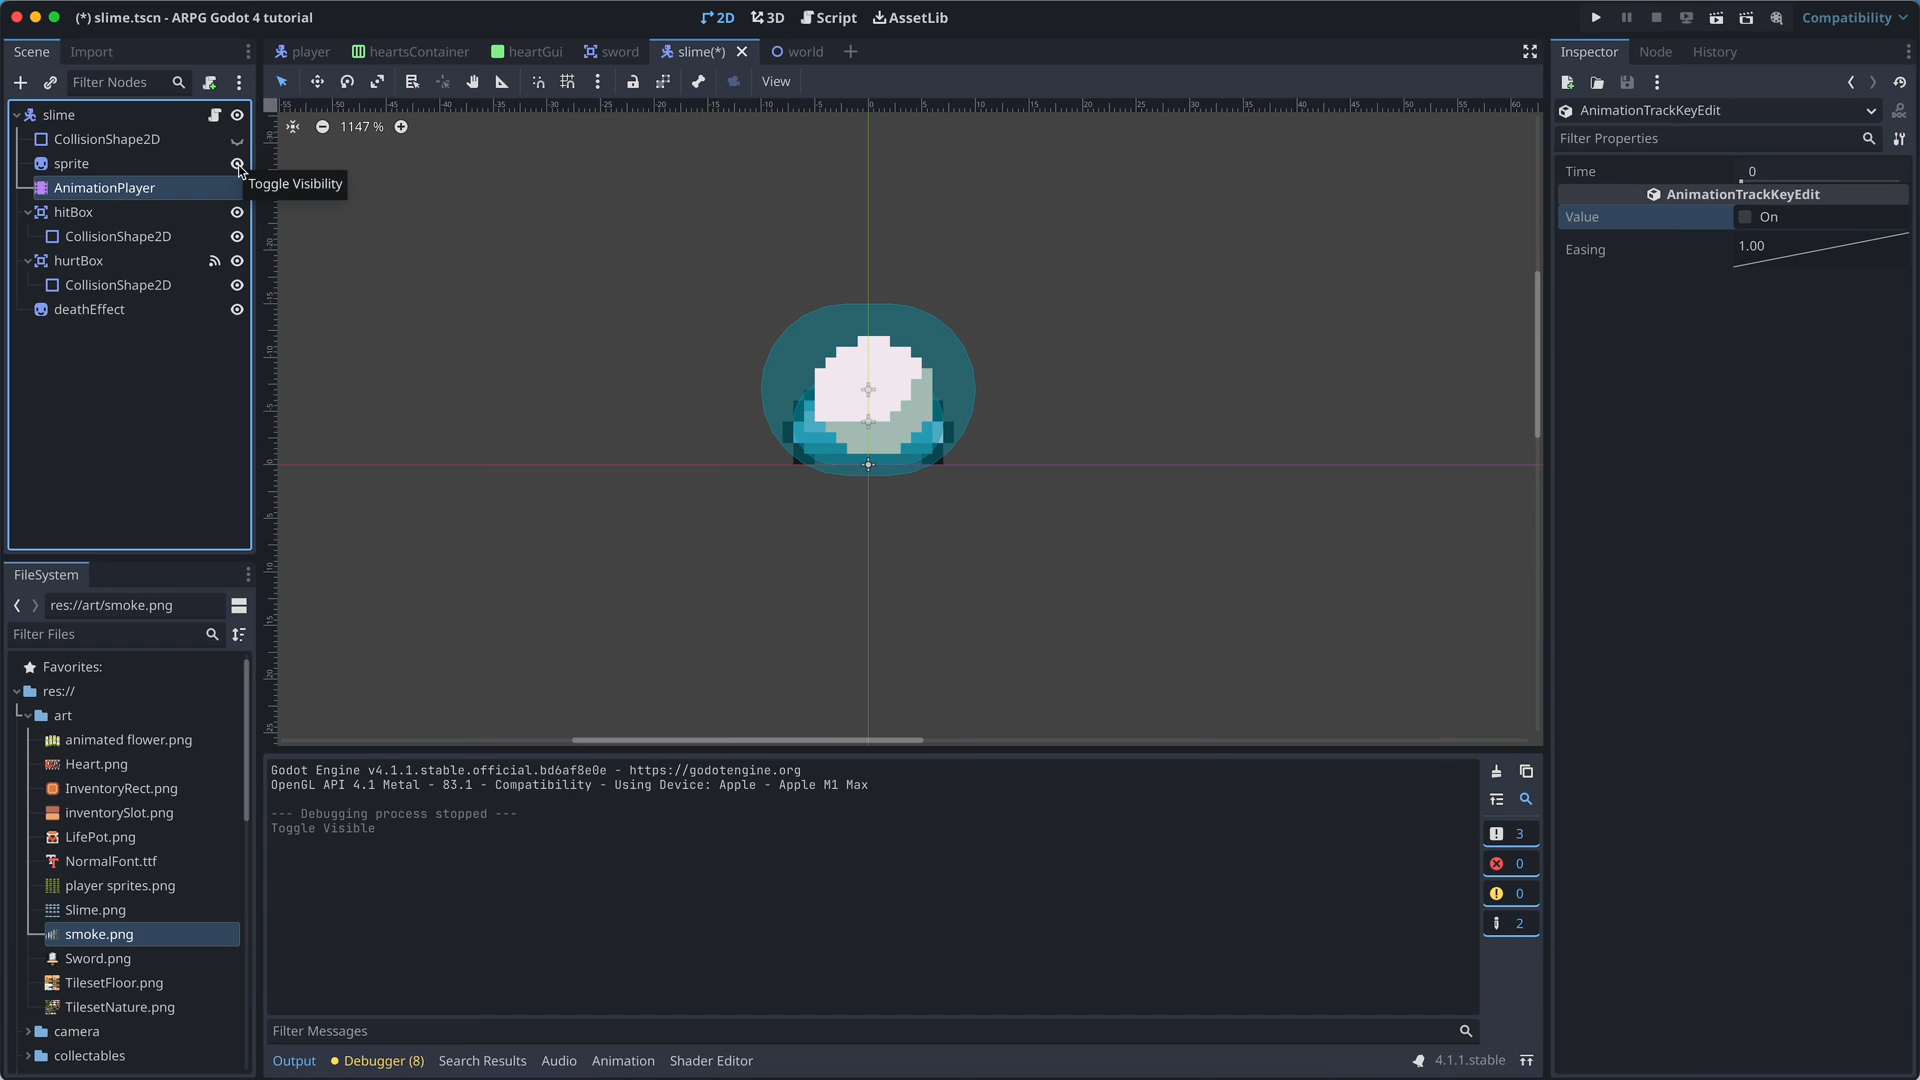 (*) slime.tscn - ARPG Godot 4 tutorial
2D 3D Script AssetLib
Compatibility
Scene Import
player heartsContainer heartGui sword slime(*) world
Inspector Node History
Filter Nodes
View
AnimationTrackKeyEdit
Filter Properties
1147 %
slime
CollisionShape2D
sprite
Toggle Visibility
AnimationPlayer
hitBox
CollisionShape2D
hurtBox
CollisionShape2D
deathEffect
Time 0
AnimationTrackKeyEdit
Value On
Easing 1.00
FileSystem
res://art/smoke.png
Filter Files
Favorites:
res://
art
animated flower.png
Heart.png
InventoryRect.png
inventorySlot.png
LifePot.png
NormalFont.ttf
player sprites.png
Slime.png
smoke.png
Sword.png
TilesetFloor.png
TilesetNature.png
camera
collectables
Godot Engine v4.1.1.stable.official.bd6af8e0e - https://godotengine.org
OpenGL API 4.1 Metal - 83.1 - Compatibility - Using Device: Apple - Apple M1 Max
--- Debugging process stopped ---
Toggle Visible
3
0
0
2
Filter Messages
Output Debugger (8) Search Results Audio Animation Shader Editor
4.1.1.stable